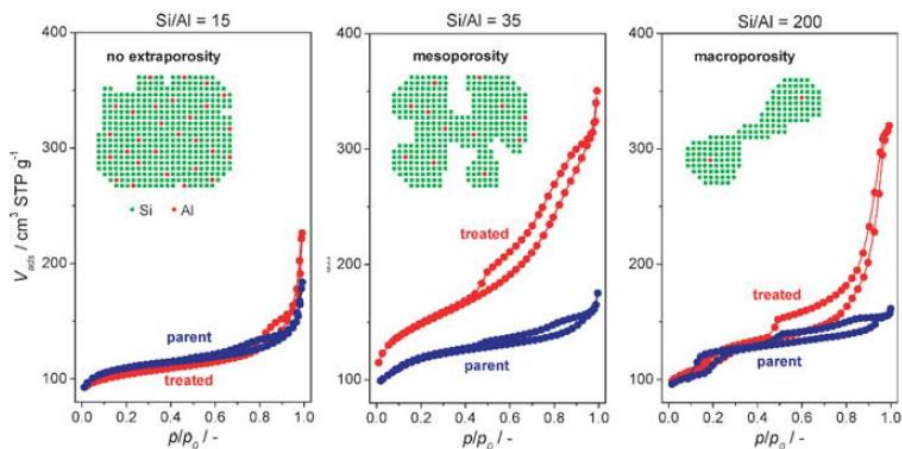 Si/Al = 15
Si/Al = 35
Si/Al = 200
400
300
200
100
V_ads / cm³ STP g⁻¹
no extraporosity
Si
Al
parent
treated
0.0 0.2 0.4 0.6 0.8 1.0
p/p₀ / -
400
300
200
100
mesoporosity
treated
parent
0.0 0.2 0.4 0.6 0.8 1.0
p/p₀ / -
400
300
200
100
macroporosity
treated
parent
0.0 0.2 0.4 0.6 0.8 1.0
p/p₀ / -